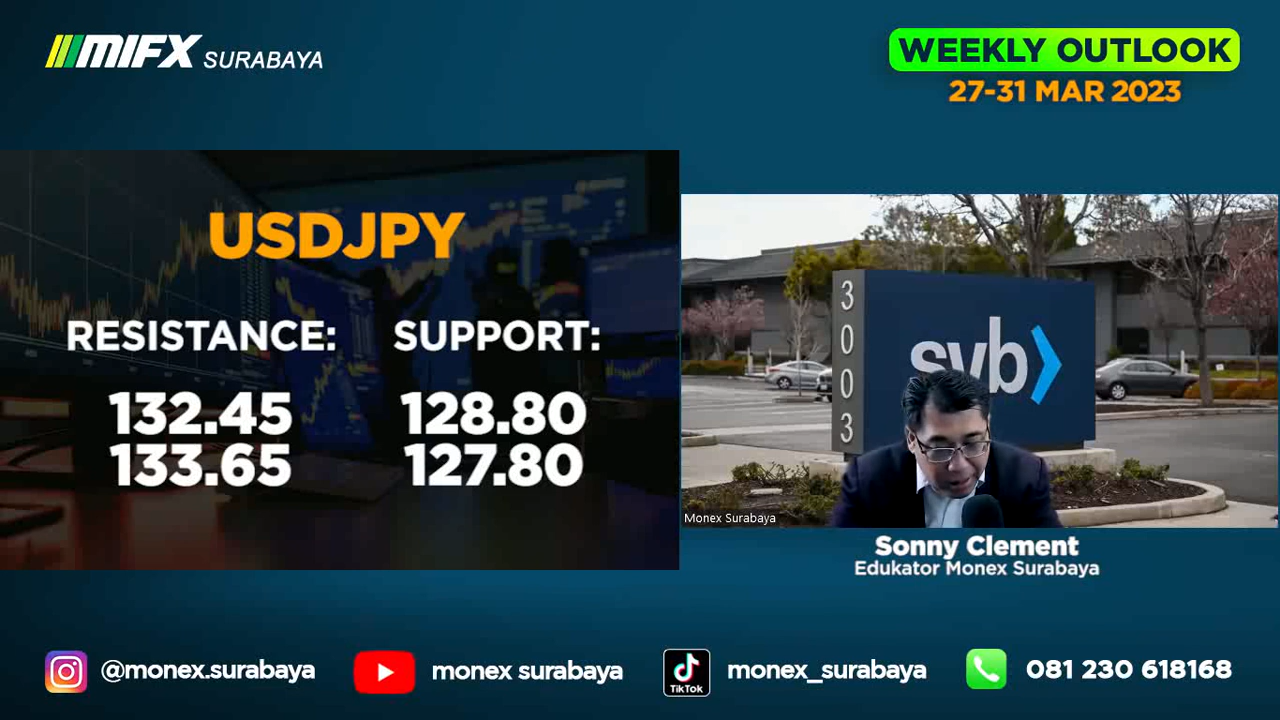 MIFX SURABAYA
WEEKLY OUTLOOK
27-31 MAR 2023
USDJPY
RESISTANCE: SUPPORT:
132.45 128.80
133.65 127.80
3003
svb
Monex Surabaya
Sonny Clement
Edukator Monex Surabaya
@monex.surabaya
monex surabaya
TikTok
monex_surabaya
081 230 618168